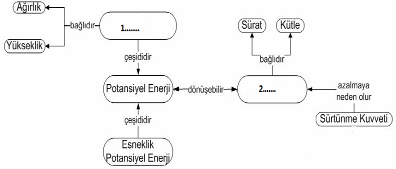 Ağırlık
Yükseklik
bağlıdır
1.......
çeşididir
Potansiyel Enerji
çeşididir
Esneklik
Potansiyel Enerji
dönüşebilir
Sürat
Kütle
bağlıdır
2......
azalmaya
neden olur
Sürtünme Kuvveti